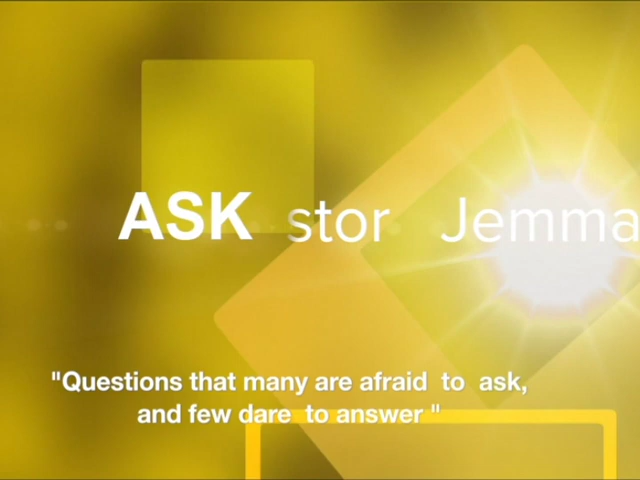 ASK stor Jemma
"Questions that many are afraid to ask,
and few dare to answer "